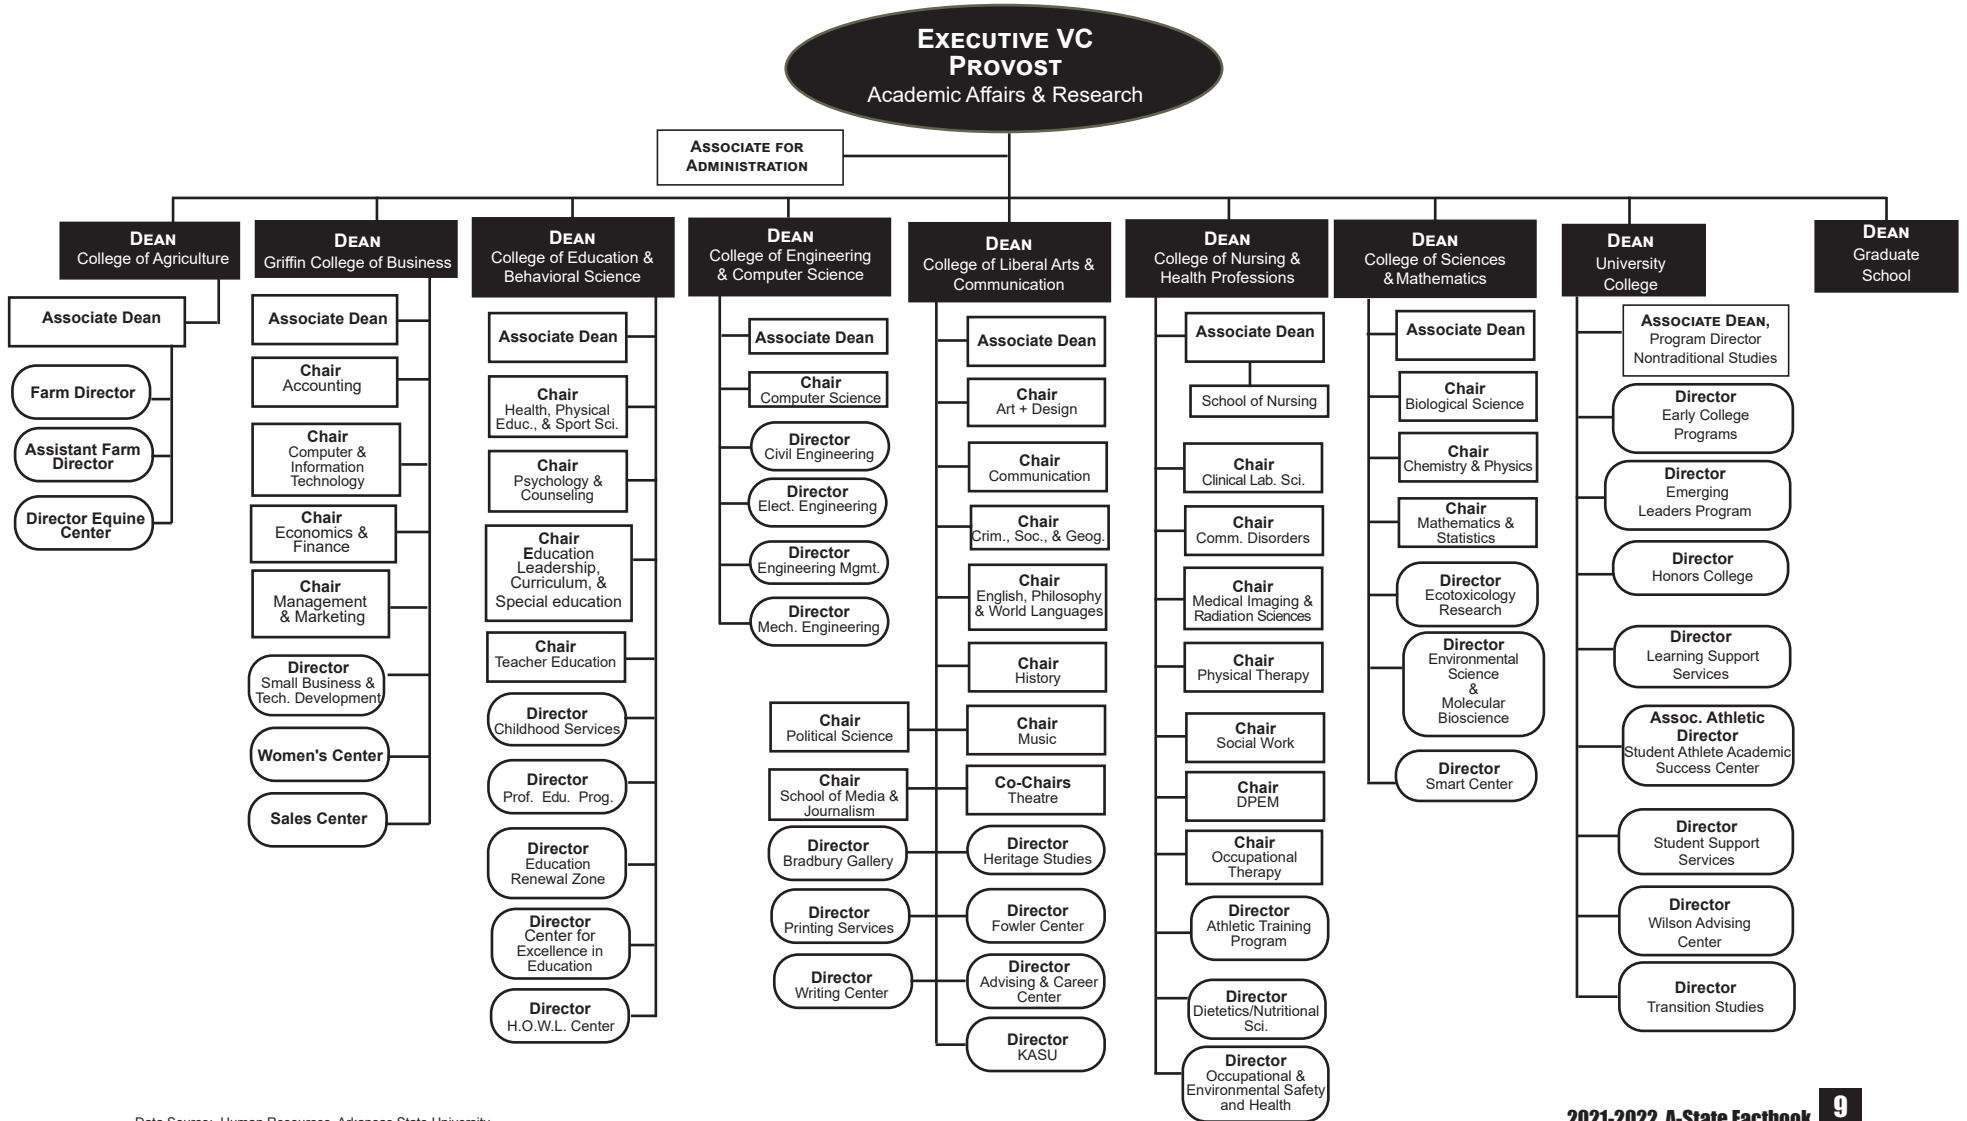 EXECUTIVE VC
PROVOST
Academic Affairs & Research
ASSOCIATE FOR
ADMINISTRATION
DEAN
College of Agriculture
Associate Dean
Farm Director
Assistant Farm
Director
Director Equine
Center
DEAN
Griffin College of Business
Associate Dean
Chair
Accounting
Chair
Computer &
Information
Technology
Chair
Economics &
Finance
Chair
Management
& Marketing
Director
Small Business &
Tech. Development
Women's Center
Sales Center
DEAN
College of Education &
Behavioral Science
Associate Dean
Chair
Health, Physical
Educ., & Sport Sci.
Chair
Psychology &
Counseling
Chair
Education
Leadership,
Curriculum, &
Special education
Chair
Teacher Education
Director
Childhood Services
Director
Prof. Edu. Prog.
Director
Education
Renewal Zone
Director
Center for
Excellence in
Education
Director
H.O.W.L. Center
DEAN
College of Engineering
& Computer Science
Associate Dean
Chair
Computer Science
Director
Civil Engineering
Director
Elect. Engineering
Director
Engineering Mgmt.
Director
Mech. Engineering
DEAN
College of Liberal Arts &
Communication
Associate Dean
Chair
Art + Design
Chair
Communication
Chair
Crim., Soc., & Geog.
Chair
English, Philosophy
& World Languages
Chair
History
Chair
Political Science
Chair
Music
Chair
School of Media &
Journalism
Co-Chairs
Theatre
Director
Bradbury Gallery
Director
Heritage Studies
Director
Printing Services
Director
Fowler Center
Director
Writing Center
Director
Advising & Career
Center
Director
KASU
DEAN
College of Nursing &
Health Professions
Associate Dean
School of Nursing
Chair
Clinical Lab. Sci.
Chair
Comm. Disorders
Chair
Medical Imaging &
Radiation Sciences
Chair
Physical Therapy
Chair
Social Work
Chair
DPEM
Chair
Occupational
Therapy
Director
Athletic Training
Program
Director
Dietetics/Nutritional
Sci.
Director
Occupational &
Environmental Safety
and Health
DEAN
College of Sciences
& Mathematics
Associate Dean
Chair
Biological Science
Chair
Chemistry & Physics
Chair
Mathematics &
Statistics
Director
Ecotoxicology
Research
Director
Environmental
Science
&
Molecular
Bioscience
Director
Smart Center
DEAN
University
College
ASSOCIATE DEAN,
Program Director
Nontraditional Studies
Director
Early College
Programs
Director
Emerging
Leaders Program
Director
Honors College
Director
Learning Support
Services
Assoc. Athletic
Director
Student Athlete Academic
Success Center
Director
Student Support
Services
Director
Wilson Advising
Center
Director
Transition Studies
DEAN
Graduate
School
Data Source: Human Resources, Arkansas State University
2021-2022 A-State Factbook 9